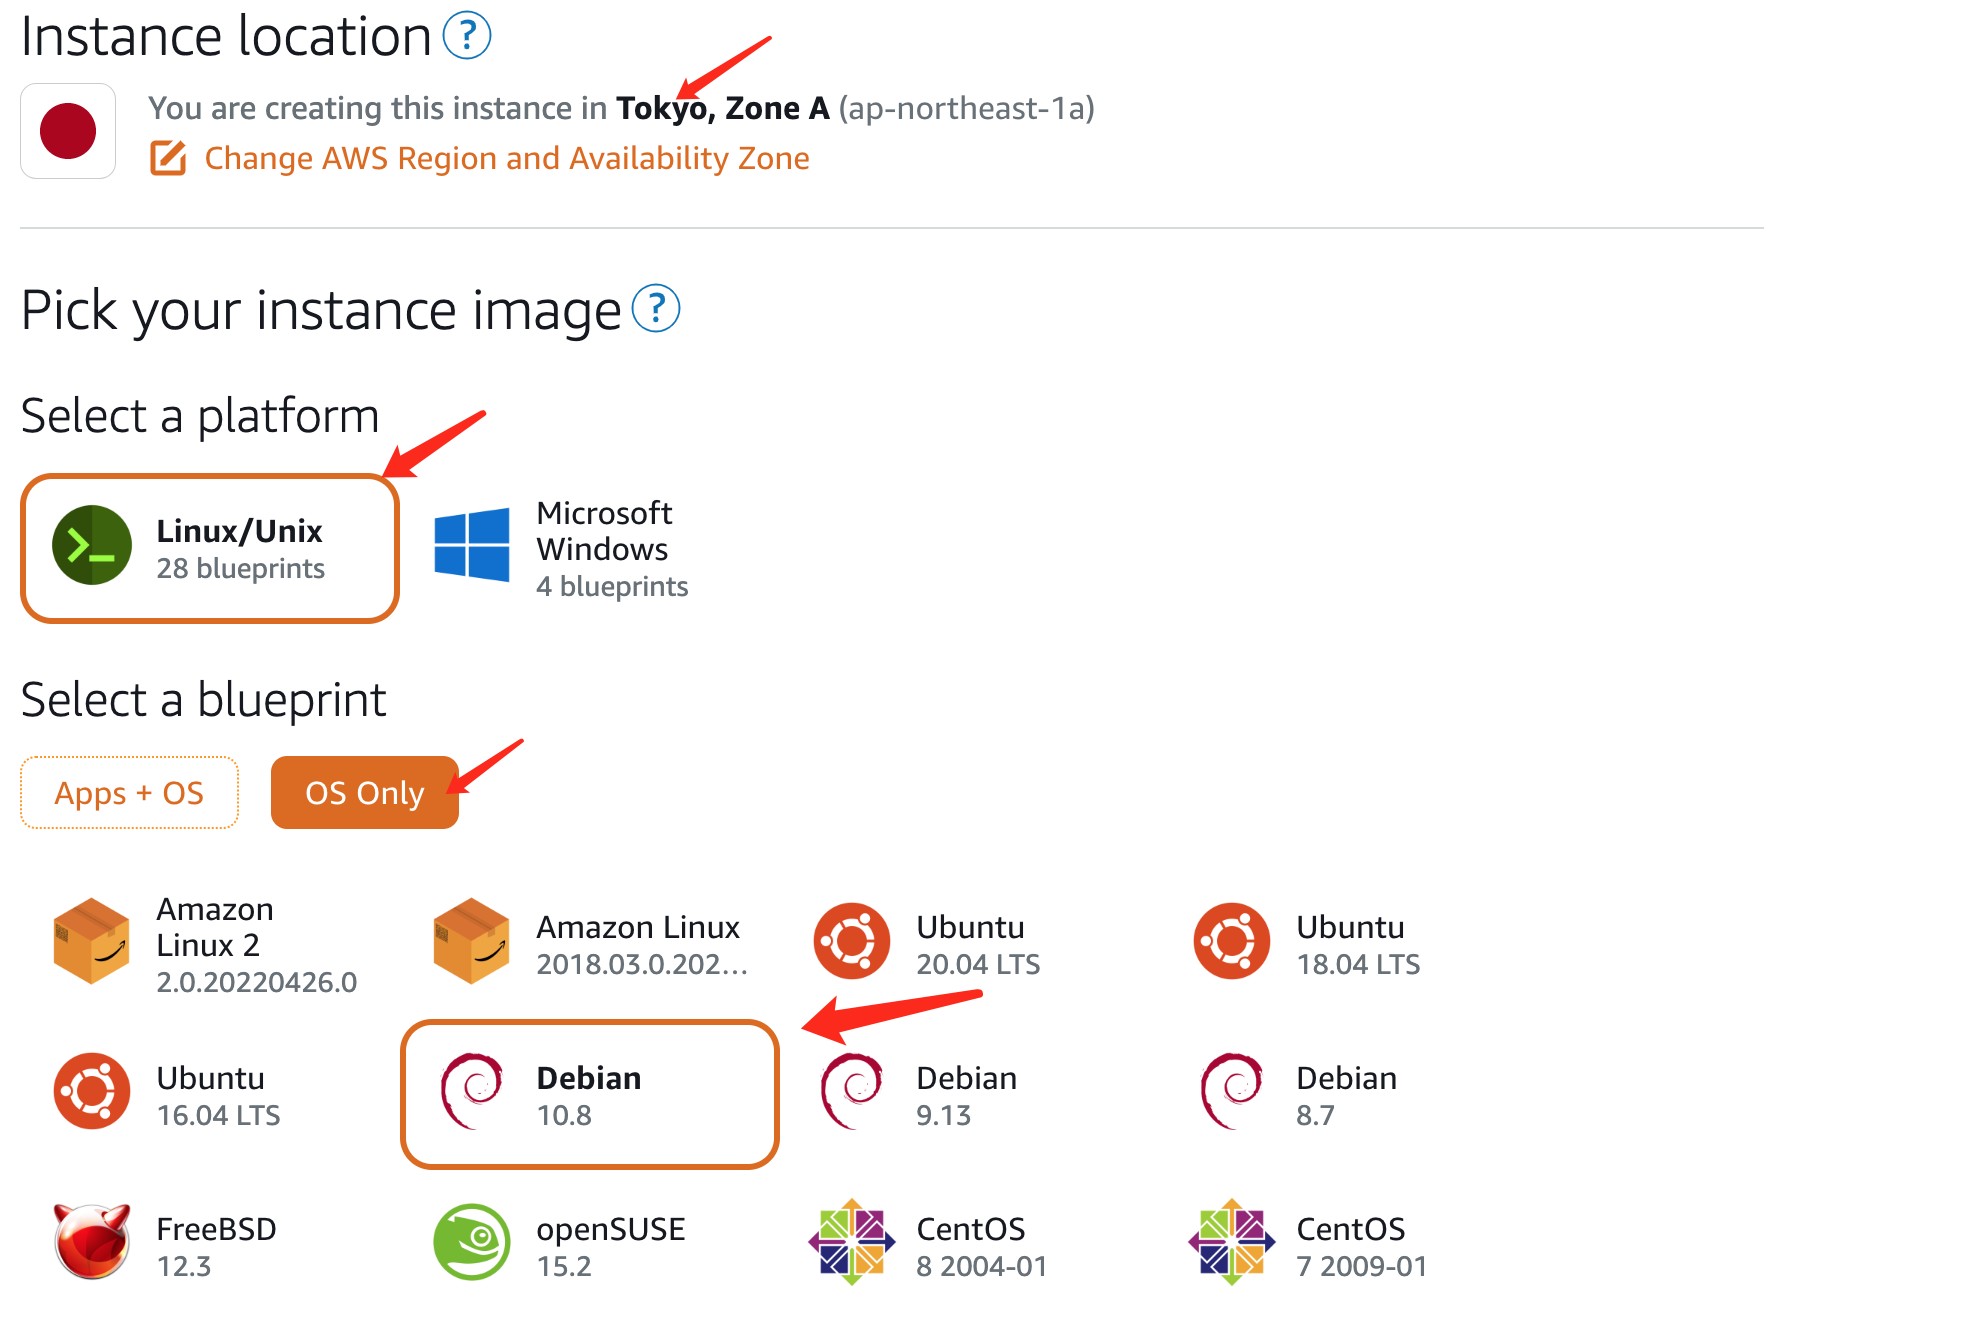 Instance location ?
You are creating this instance in Tokyo, Zone A (ap-northeast-1a)
Change AWS Region and Availability Zone
Pick your instance image ?
Select a platform
Linux/Unix
28 blueprints
Microsoft
Windows
4 blueprints
Select a blueprint
Apps + OS
OS Only
Amazon
Linux 2
2.0.20220426.0
Amazon Linux
2018.03.0.202...
Ubuntu
20.04 LTS
Ubuntu
18.04 LTS
Ubuntu
16.04 LTS
Debian
10.8
Debian
9.13
Debian
8.7
FreeBSD
12.3
openSUSE
15.2
CentOS
8 2004-01
CentOS
7 2009-01